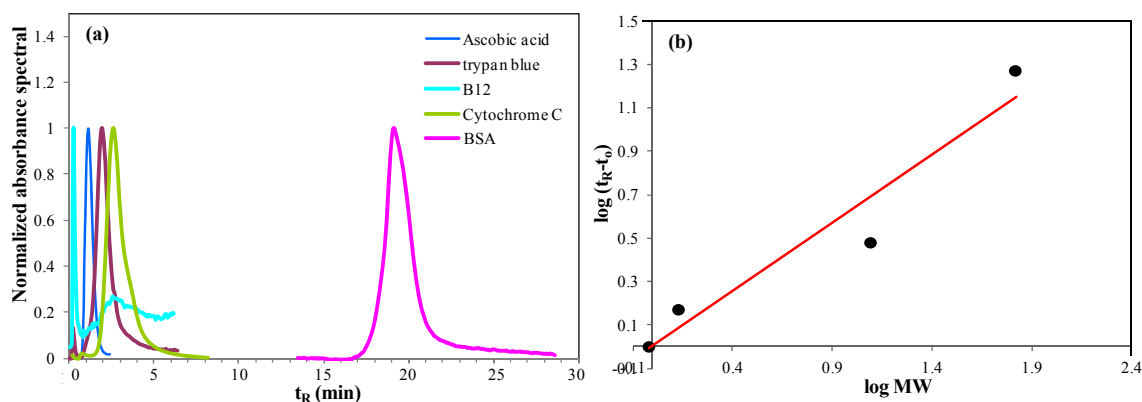 (a)
Normalized absorbance spectral
1.4
1.2
1
0.8
0.6
0.4
0.2
0
Ascobic acid
trypan blue
B12
Cytochrome C
BSA
0 5 10 15 20 25 30
t_R (min)
(b)
log (t_R-t_o)
1.5
1.3
1.1
0.9
0.7
0.5
0.3
0.1
-0.1
-0.1 0.4 0.9 1.4 1.9 2.4
log MW